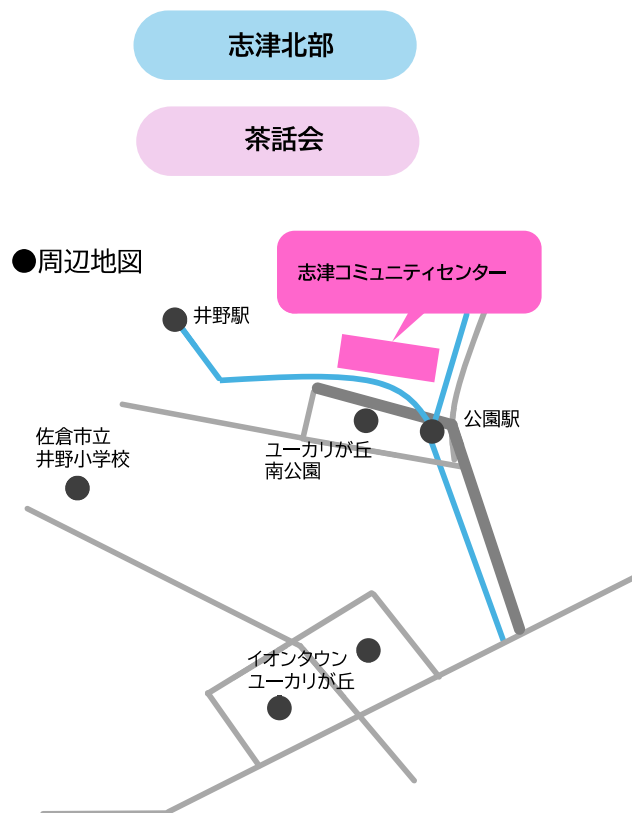 志津北部
茶話会
●周辺地図
志津コミュニティセンター
井野駅
公園駅
佐倉市立
井野小学校
ユーカリが丘
南公園
イオンタウン
ユーカリが丘